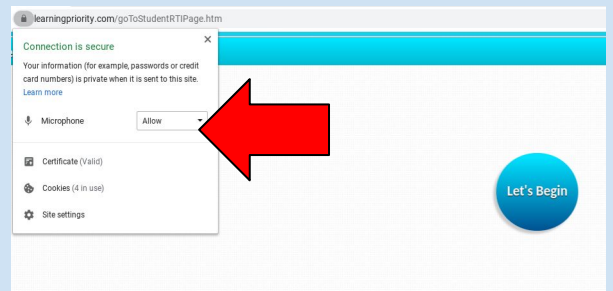 learningpriority.com/goToStudentRTIPage.htm
Connection is secure
Your information (for example, passwords or credit
card numbers) is private when it is sent to this site.
Learn more
Microphone Allow
Certificate (Valid)
Cookies (4 in use)
Site settings
Let's Begin